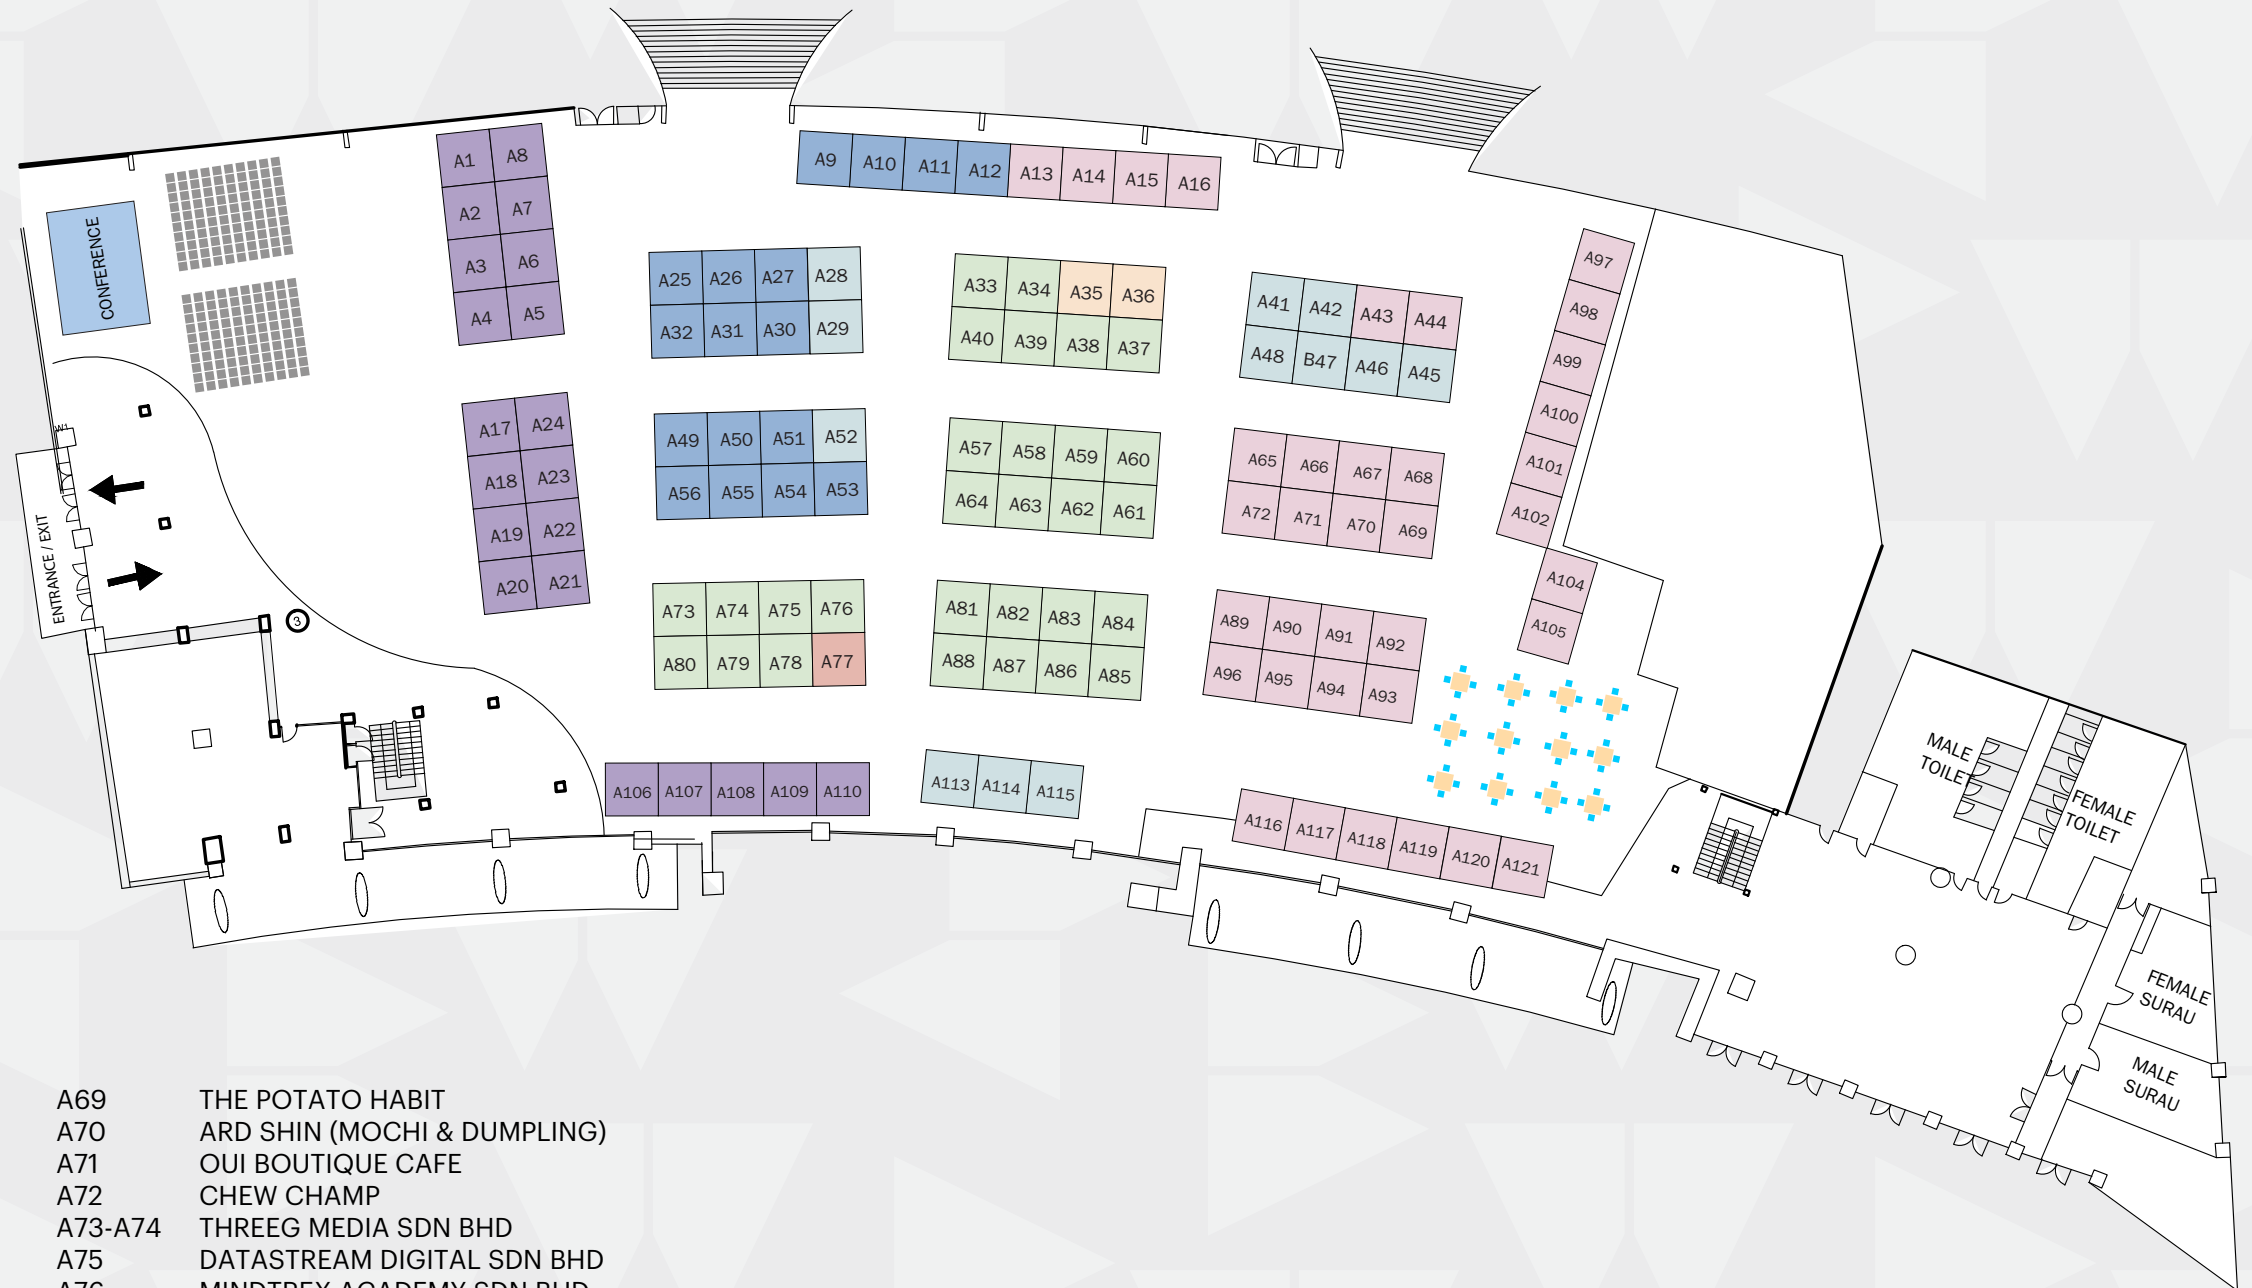 A1 A8
A2 A7
A3 A6
A4 A5
A9 A10 A11 A12 A13 A14 A15 A16
CONFERENCE
A25 A26 A27 A28
A32 A31 A30 A29
A33 A34 A35 A36
A40 A39 A38 A37
A41 A42 A43 A44
A48 B47 A46 A45
A97
A98
A99
A100
A101
A102
A104
A105
A17 A24
A18 A23
A19 A22
A20 A21
A49 A50 A51 A52
A56 A55 A54 A53
A57 A58 A59 A60
A64 A63 A62 A61
A65 A66 A67 A68
A72 A71 A70 A69
ENTRANCE / EXIT
3
A73 A74 A75 A76
A80 A79 A78 A77
A81 A82 A83 A84
A88 A87 A86 A85
A89 A90 A91 A92
A96 A95 A94 A93
A106 A107 A108 A109 A110
A113 A114 A115
A116 A117 A118 A119 A120 A121
MALE
TOILET
FEMALE
TOILET
FEMALE
SURAU
MALE
SURAU
A69 THE POTATO HABIT
A70 ARD SHIN (MOCHI & DUMPLING)
A71 OUI BOUTIQUE CAFE
A72 CHEW CHAMP
A73-A74 THREEG MEDIA SDN BHD
A75 DATASTREAM DIGITAL SDN BHD
A76 MINDTREX ACADEMY SDN BHD